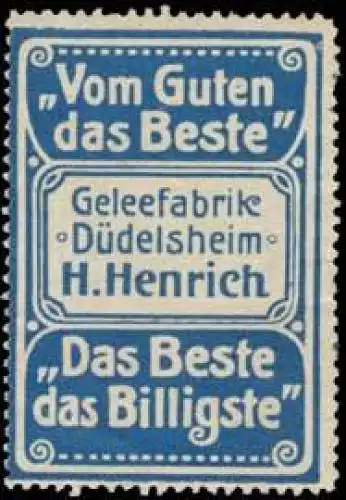 „Vom Guten
das Beste"
Geleefabrik
Düdelsheim
H. Henrich
„Das Beste
das Billigste"